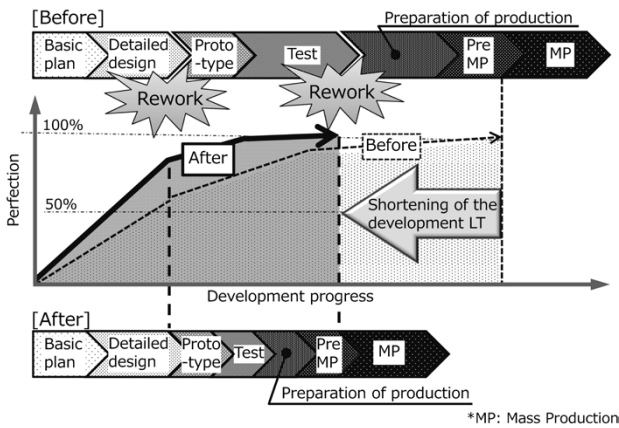 [Before]
Preparation of production
Basic
plan
Detailed
design
Proto
-type
Test
Pre
MP
MP
Rework
Rework
100%
After
Before
50%
Shortening of the
development LT
Perfection
Development progress
[After]
Basic
plan
Detailed
design
Proto
-type
Test
Pre
MP
MP
Preparation of production
*MP: Mass Production